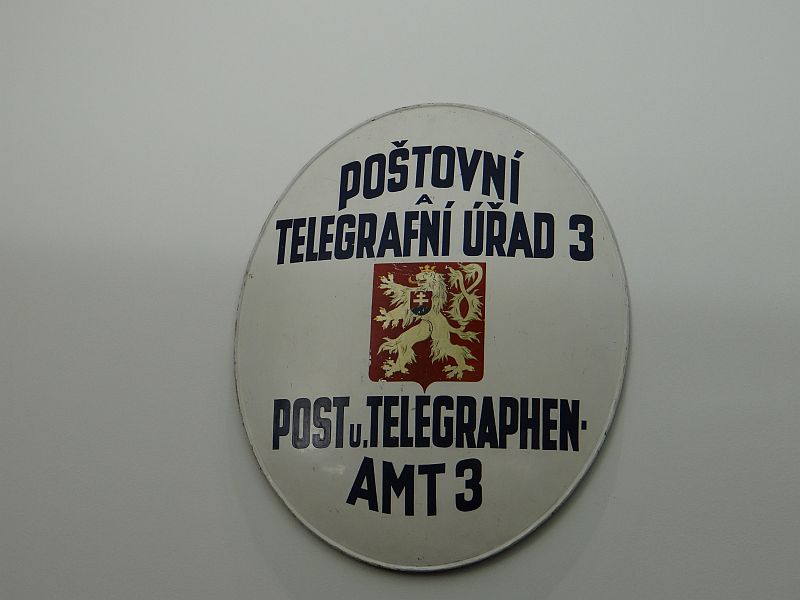 POŠTOVNÍ
A
TELEGRAFNÍ ÚŘAD 3
POST u. TELEGRAPHEN-
AMT 3